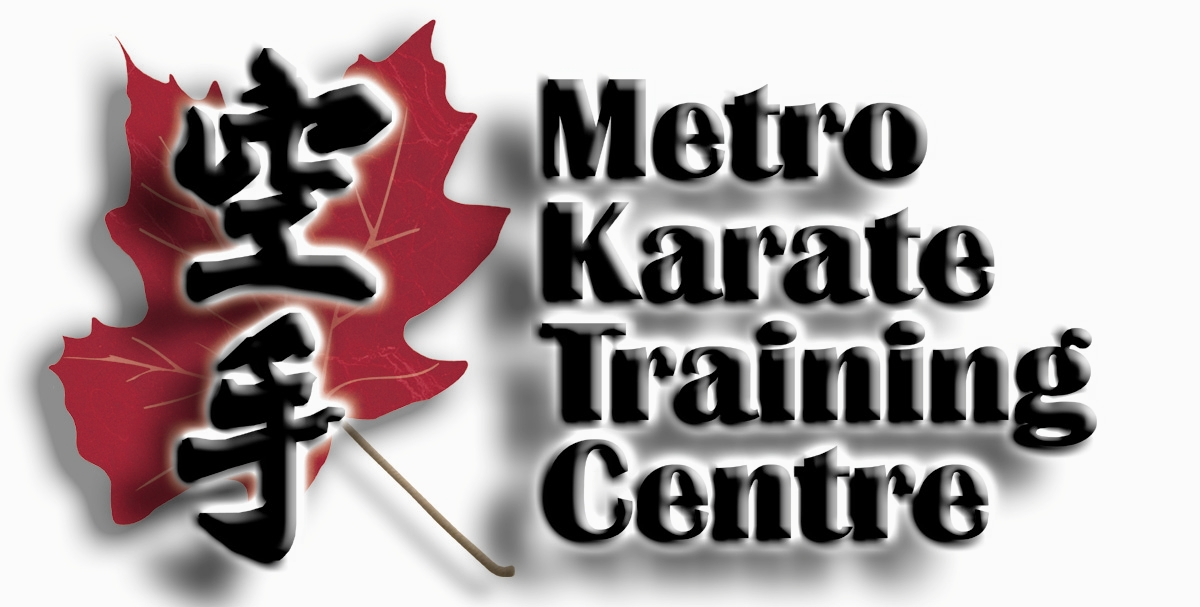 空手
Metro
Karate
Training
Centre